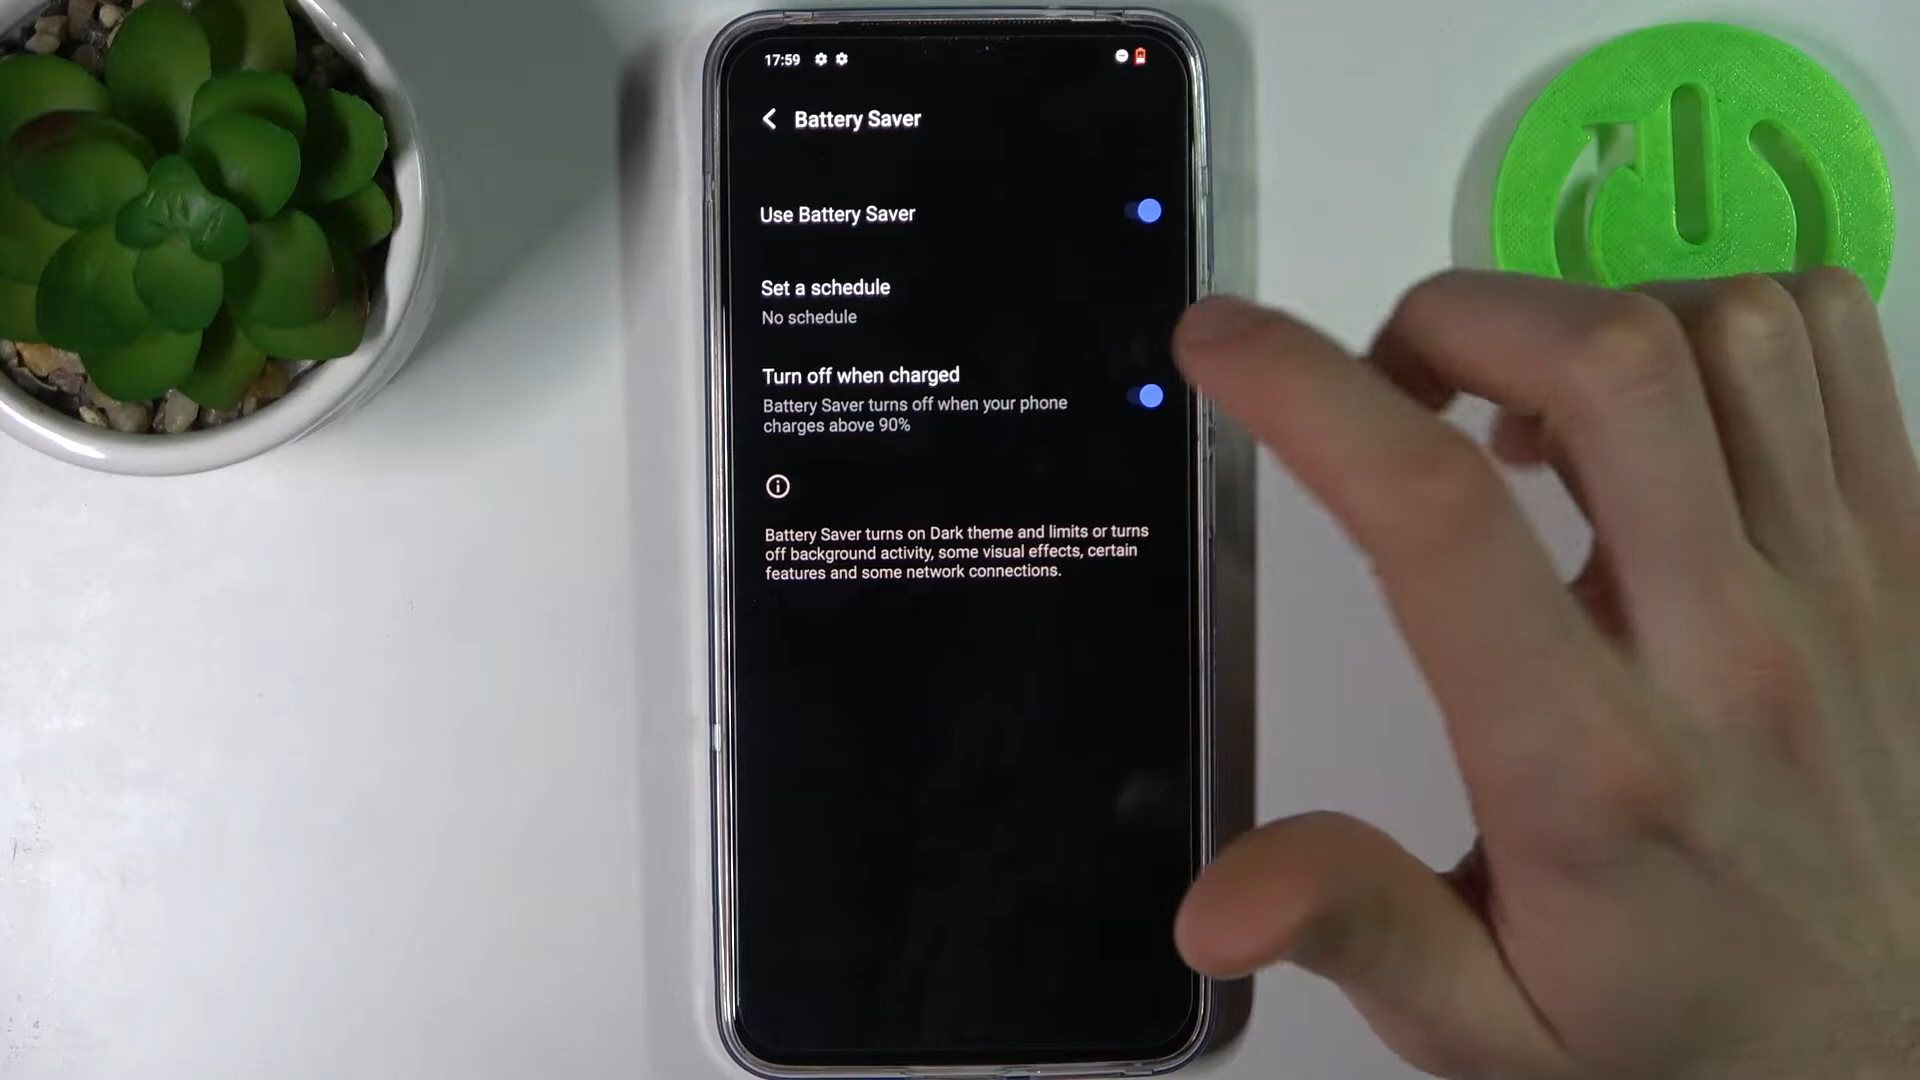 17:59
Battery Saver
Use Battery Saver
Set a schedule
No schedule
Turn off when charged
Battery Saver turns off when your phone
charges above 90%
Battery Saver turns on Dark theme and limits or turns
off background activity, some visual effects, certain
features and some network connections.